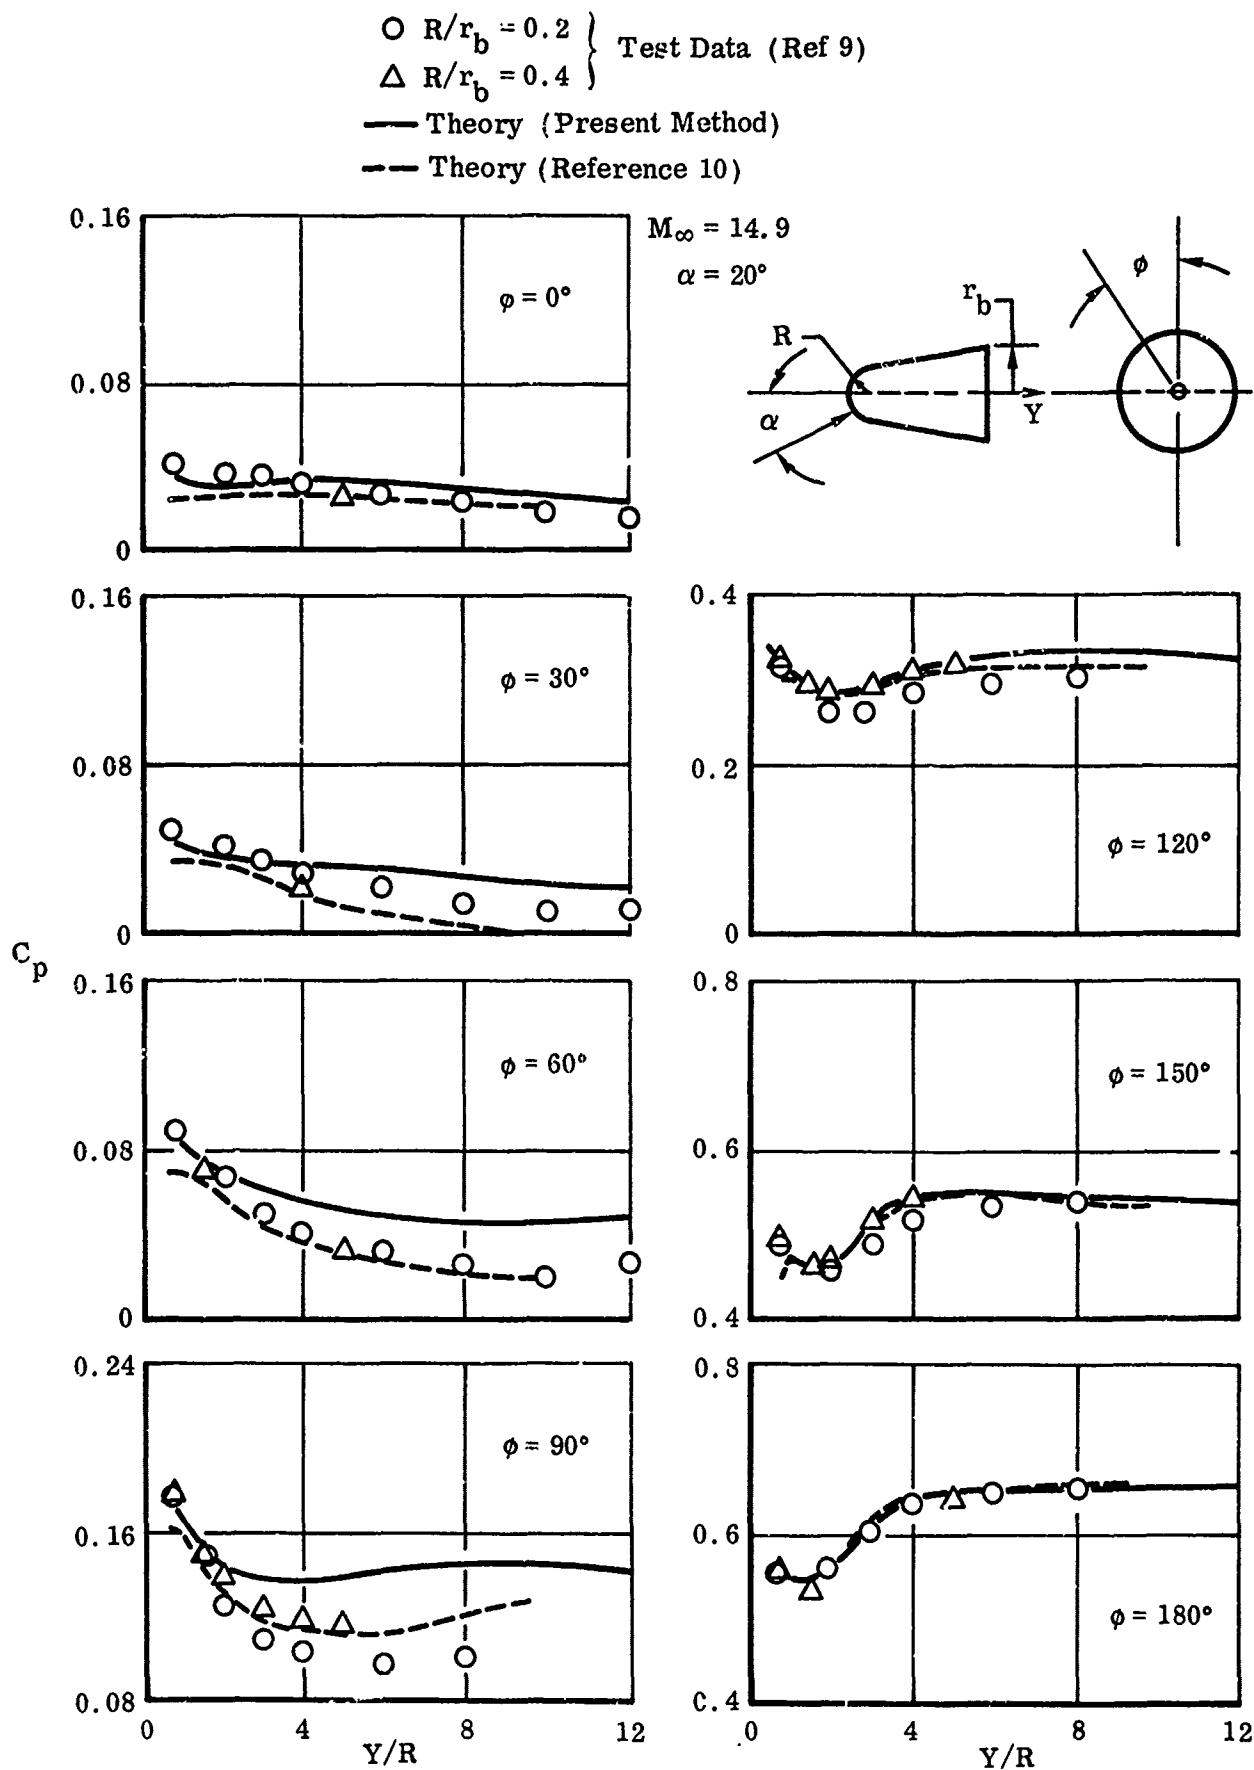 ○ R/r_b = 0.2
△ R/r_b = 0.4
Test Data (Ref 9)
Theory (Present Method)
Theory (Reference 10)
M∞ = 14.9
α = 20°
0.16
0.08
0
φ = 0°
R
α
r_b
Y
ϕ
0.16
0.08
0
ϕ = 30°
0.4
0.2
0
ϕ = 120°
C_p
0.16
0.08
0
ϕ = 60°
0.8
0.6
0.4
ϕ = 150°
0.24
0.16
0.08
ϕ = 90°
0 4 8 12
Y/R
0.8
0.6
0.4
ϕ = 180°
0 4 8 12
Y/R